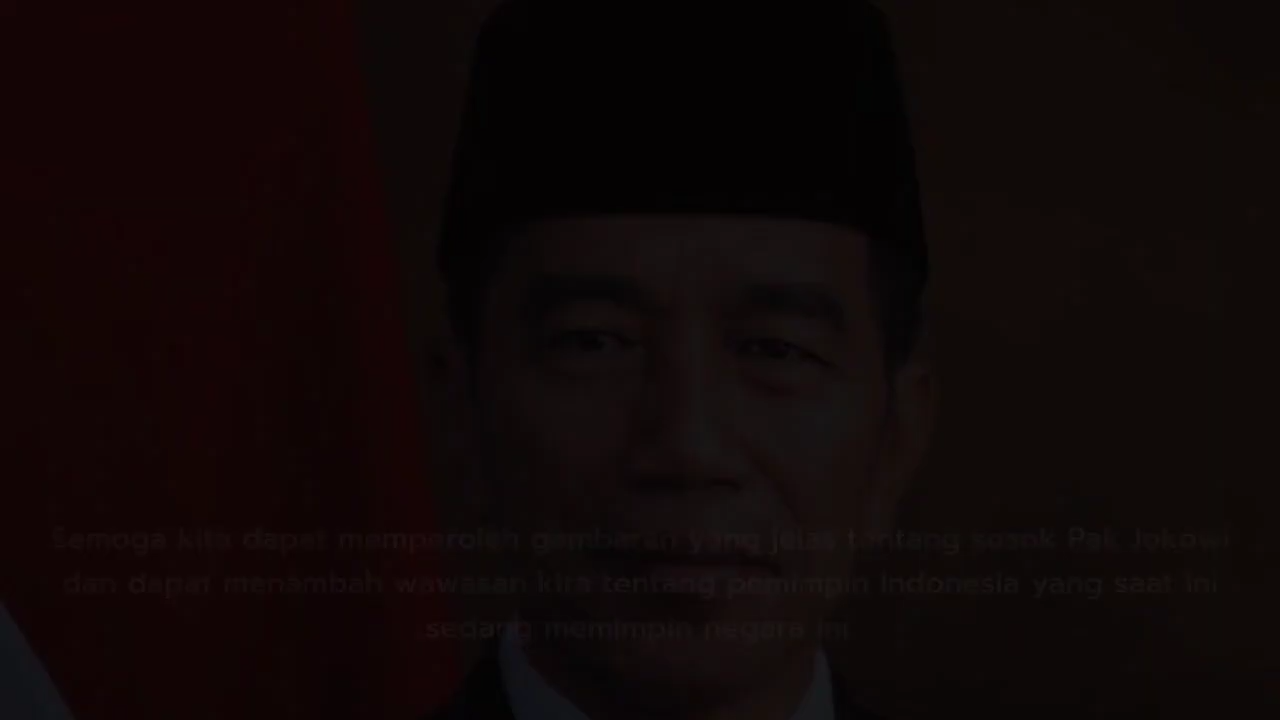 Semoga kita dapat memperoleh gambaran yang jelas tentang sosok Pak Jokowi
dan dapat menambah wawasan kita tentang pemimpin Indonesia yang saat ini
sedang memimpin negara ini.